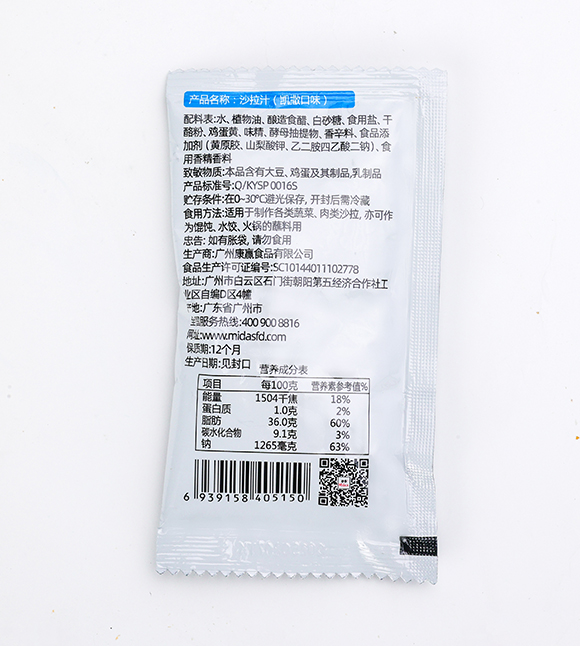 产品名称：沙拉汁（凯撒口味）
配料表:水、植物油、酿造食醋、白砂糖、食用盐、干
酪粉、鸡蛋黄、味精、酵母抽提物、香辛料、食品添
加剂（黄原胶、山梨酸钾、乙二胺四乙酸二钠）、食
用香精香料
致敏物质:本品含有大豆、鸡蛋及其制品,乳制品
产品标准号:Q/KYSP 0016S
贮存条件:在0~30℃避光保存, 开封后需冷藏
食用方法:适用于制作各类蔬菜、肉类沙拉, 亦可作
为馄饨、水饺、火锅的蘸料用
忠告: 如有胀袋, 请勿食用
生产商:广州康赢食品有限公司
食品生产许可证编号:SC10144011102778
地址:广州市白云区石门街朝阳第五经济合作社工
业区自编D区4幢
产地:广东省广州市
服务热线:400 900 8816
网址:www.midasfd.com
保质期:12个月
生产日期:见封口
营养成分表
项目 每100克 营养素参考值%
能量 1504千焦 18%
蛋白质 1.0克 2%
脂肪 36.0克 60%
碳水化合物 9.1克 3%
钠 1265毫克 63%
6 939158 405150